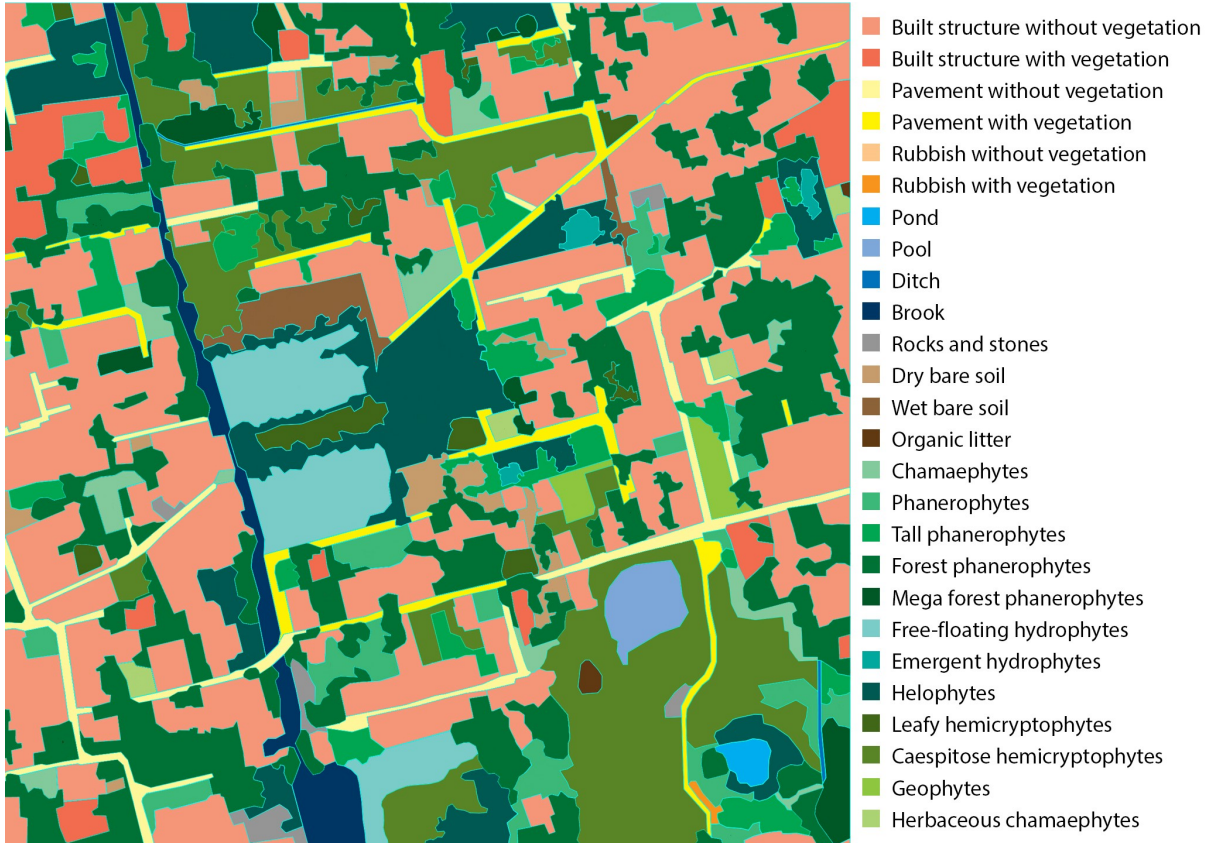 Built structure without vegetation
Built structure with vegetation
Pavement without vegetation
Pavement with vegetation
Rubbish without vegetation
Rubbish with vegetation
Pond
Pool
Ditch
Brook
Rocks and stones
Dry bare soil
Wet bare soil
Organic litter
Chamaephytes
Phanerophytes
Tall phanerophytes
Forest phanerophytes
Mega forest phanerophytes
Free-floating hydrophytes
Emergent hydrophytes
Helophytes
Leafy hemicryptophytes
Caespitose hemicryptophytes
Geophytes
Herbaceous chamaephytes